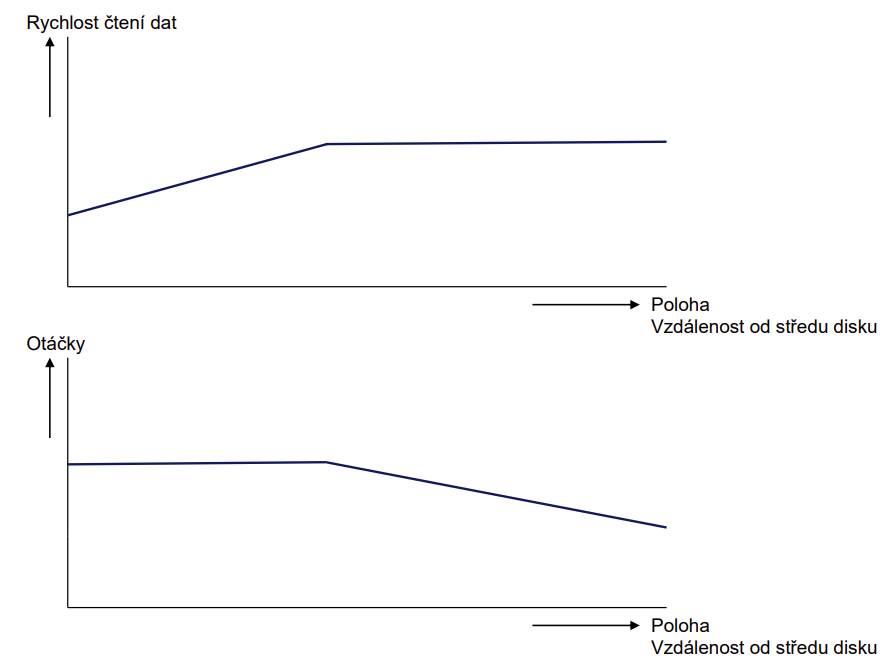 Rychlost čtení dat
Poloha
Vzdálenost od středu disku
Otáčky
Poloha
Vzdálenost od středu disku